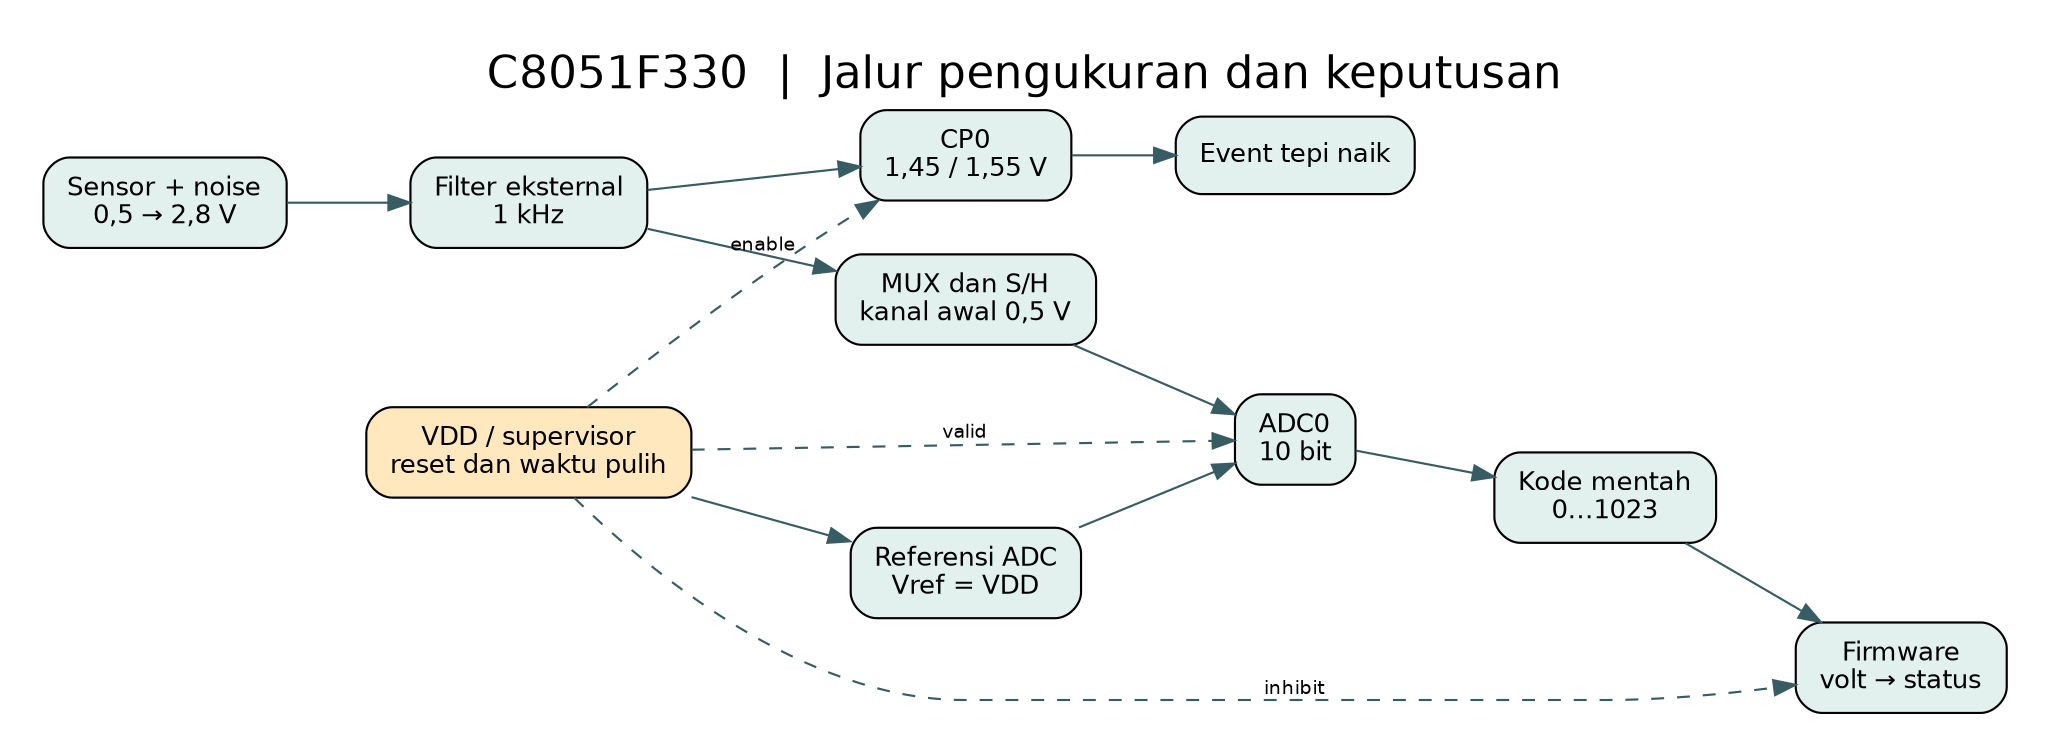 C8051F330 | Jalur pengukuran dan keputusan
Sensor + noise
0,5 → 2,8 V
Filter eksternal
1 kHz
CP0
1,45 / 1,55 V
Event tepi naik
enable
MUX dan S/H
kanal awal 0,5 V
VDD / supervisor
reset dan waktu pulih
valid
ADC0
10 bit
Referensi ADC
Vref = VDD
Kode mentah
0...1023
inhibit
Firmware
volt → status